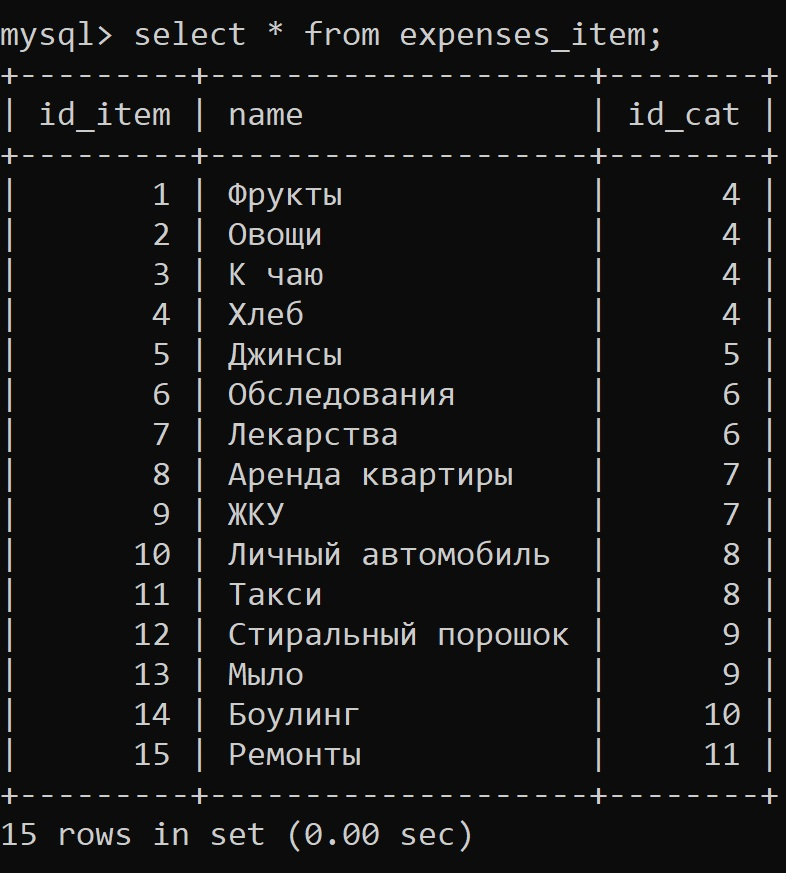 mysql> select * from expenses_item;
+---------+--------------------+--------+
| id_item | name               | id_cat |
+---------+--------------------+--------+
|       1 | Фрукты             |      4 |
|       2 | Овощи              |      4 |
|       3 | К чаю              |      4 |
|       4 | Хлеб               |      4 |
|       5 | Джинсы             |      5 |
|       6 | Обследования       |      6 |
|       7 | Лекарства          |      6 |
|       8 | Аренда квартиры    |      7 |
|       9 | ЖКУ                |      7 |
|      10 | Личный автомобиль  |      8 |
|      11 | Такси              |      8 |
|      12 | Стиральный порошок |      9 |
|      13 | Мыло               |      9 |
|      14 | Боулинг            |     10 |
|      15 | Ремонты            |     11 |
+---------+--------------------+--------+
15 rows in set (0.00 sec)